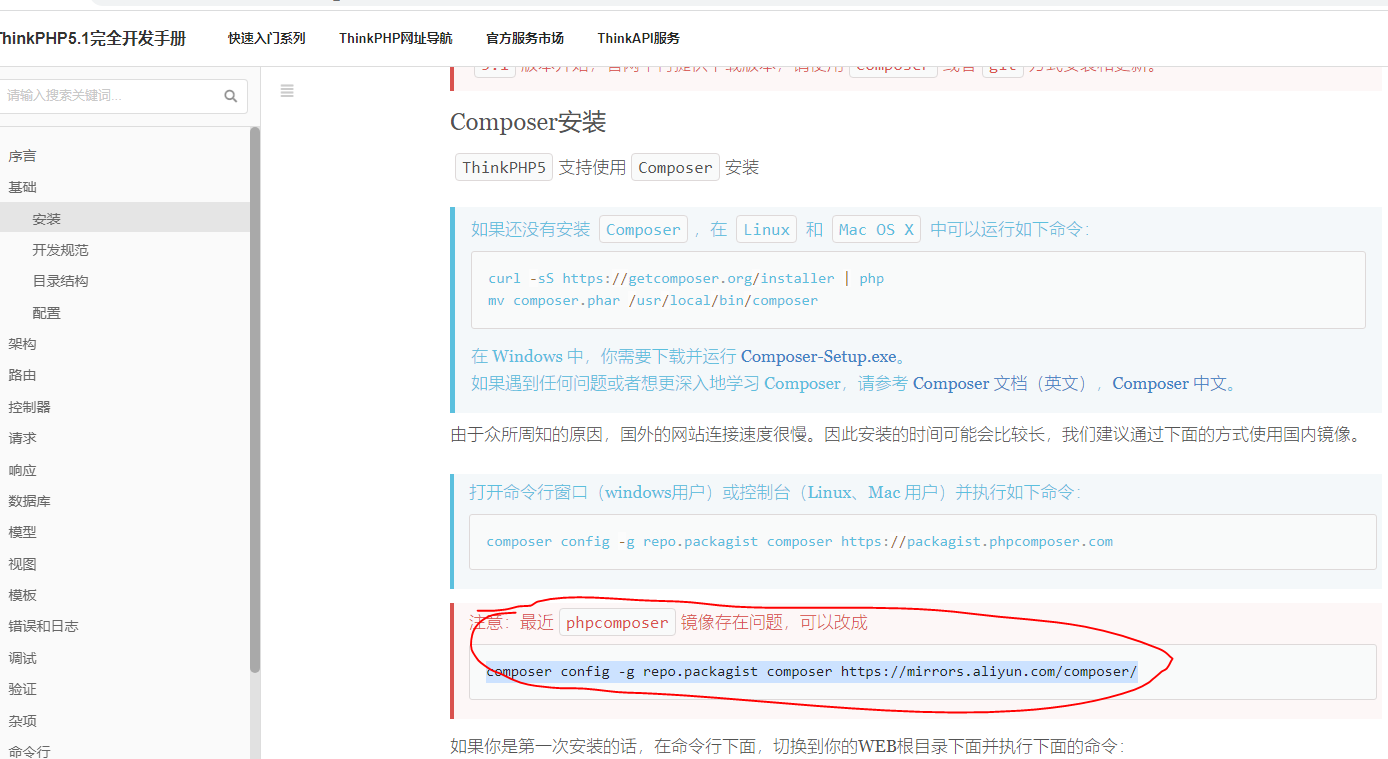 ThinkPHP5.1完全开发手册 快速入门系列 ThinkPHP网址导航 官方服务市场 ThinkAPI服务
请输入搜索关键词...
序言
基础
安装
开发规范
目录结构
配置
架构
路由
控制器
请求
响应
数据库
模型
视图
模板
错误和日志
调试
验证
杂项
命令行
Composer安装
ThinkPHP5 支持使用 Composer 安装
如果还没有安装 Composer ，在 Linux 和 Mac OS X 中可以运行如下命令：
curl -sS https://getcomposer.org/installer | php
mv composer.phar /usr/local/bin/composer
在 Windows 中，你需要下载并运行 Composer-Setup.exe。
如果遇到任何问题或者想更深入地学习 Composer，请参考 Composer 文档（英文），Composer 中文。
由于众所周知的原因，国外的网站连接速度很慢。因此安装的时间可能会比较长，我们建议通过下面的方式使用国内镜像。
打开命令行窗口（windows用户）或控制台（Linux、Mac 用户）并执行如下命令：
composer config -g repo.packagist composer https://packagist.phpcomposer.com
注意：最近 phpcomposer 镜像存在问题，可以改成
composer config -g repo.packagist composer https://mirrors.aliyun.com/composer/
如果你是第一次安装的话，在命令行下面，切换到你的WEB根目录下面并执行下面的命令：